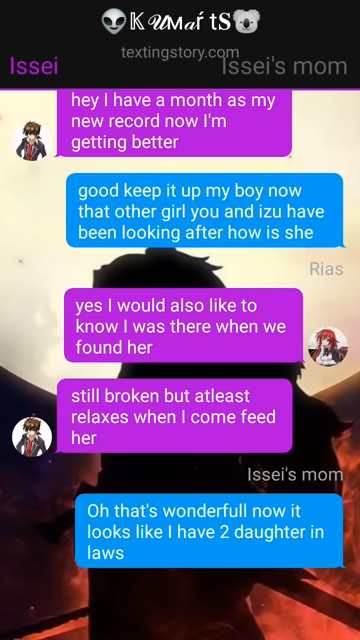 👽𝕂 𝓤𝐌𝓪ŕ t𝐒🐨
textingstory.com
Issei
Issei's mom
hey I have a month as my
new record now I'm
getting better
good keep it up my boy now
that other girl you and izu have
been looking after how is she
Rias
yes I would also like to
know I was there when we
found her
still broken but atleast
relaxes when I come feed
her
Issei's mom
Oh that's wonderfull now it
looks like I have 2 daughter in
laws